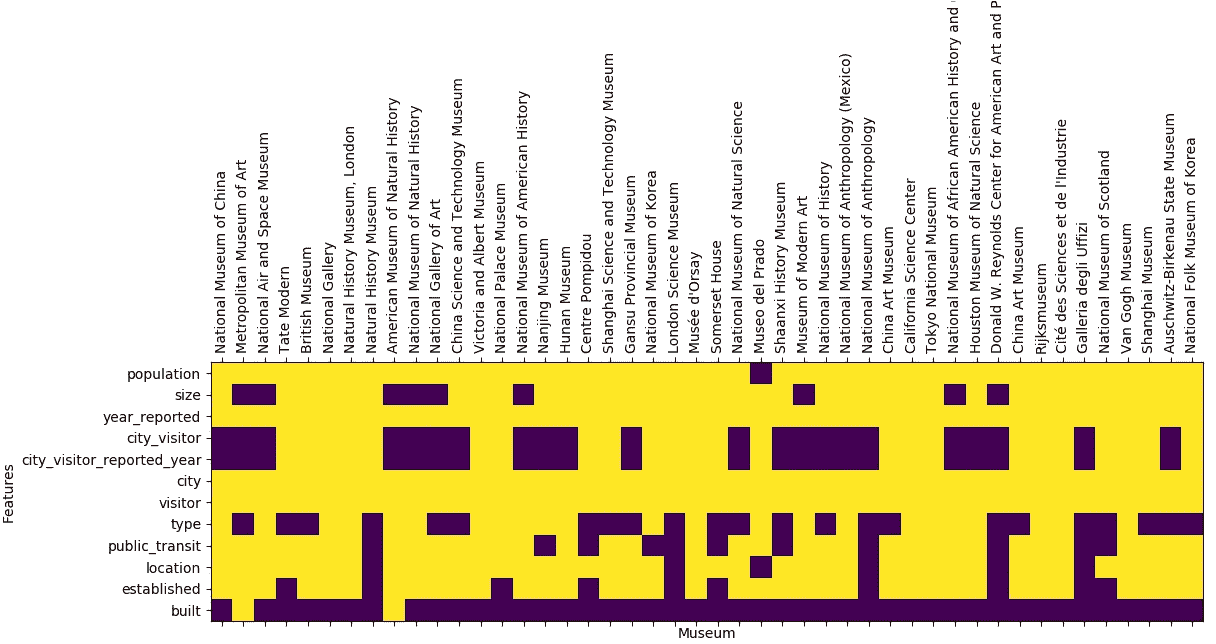 National Museum of China
Metropolitan Museum of Art
National Air and Space Museum
Tate Modern
British Museum
National Gallery
Natural History Museum, London
Natural History Museum
American Museum of Natural History
National Museum of Natural History
National Gallery of Art
China Science and Technology Museum
Victoria and Albert Museum
National Palace Museum
National Museum of American History
Nanjing Museum
Hunan Museum
Centre Pompidou
Shanghai Science and Technology Museum
Gansu Provincial Museum
National Museum of Korea
London Science Museum
Musée d'Orsay
Somerset House
National Museum of Natural Science
Museo del Prado
Shaanxi History Museum
Museum of Modern Art
National Museum of History
National Museum of Anthropology (Mexico)
National Museum of Anthropology
China Art Museum
California Science Center
Tokyo National Museum
National Museum of African American History and
Houston Museum of Natural Science
Donald W. Reynolds Center for American Art and P
China Art Museum
Rijksmuseum
Cité des Sciences et de l'Industrie
Galleria degli Uffizi
National Museum of Scotland
Van Gogh Museum
Shanghai Museum
Auschwitz-Birkenau State Museum
National Folk Museum of Korea
population
size
year_reported
city_visitor
city_visitor_reported_year
city
visitor
type
public_transit
location
established
built
Features
Museum